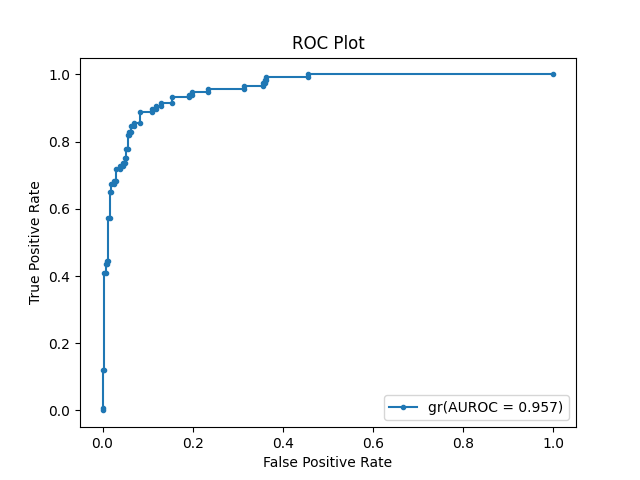 ROC Plot
1.0
0.8
0.6
0.4
0.2
0.0
True Positive Rate
gr(AUROC = 0.957)
0.0 0.2 0.4 0.6 0.8 1.0
False Positive Rate